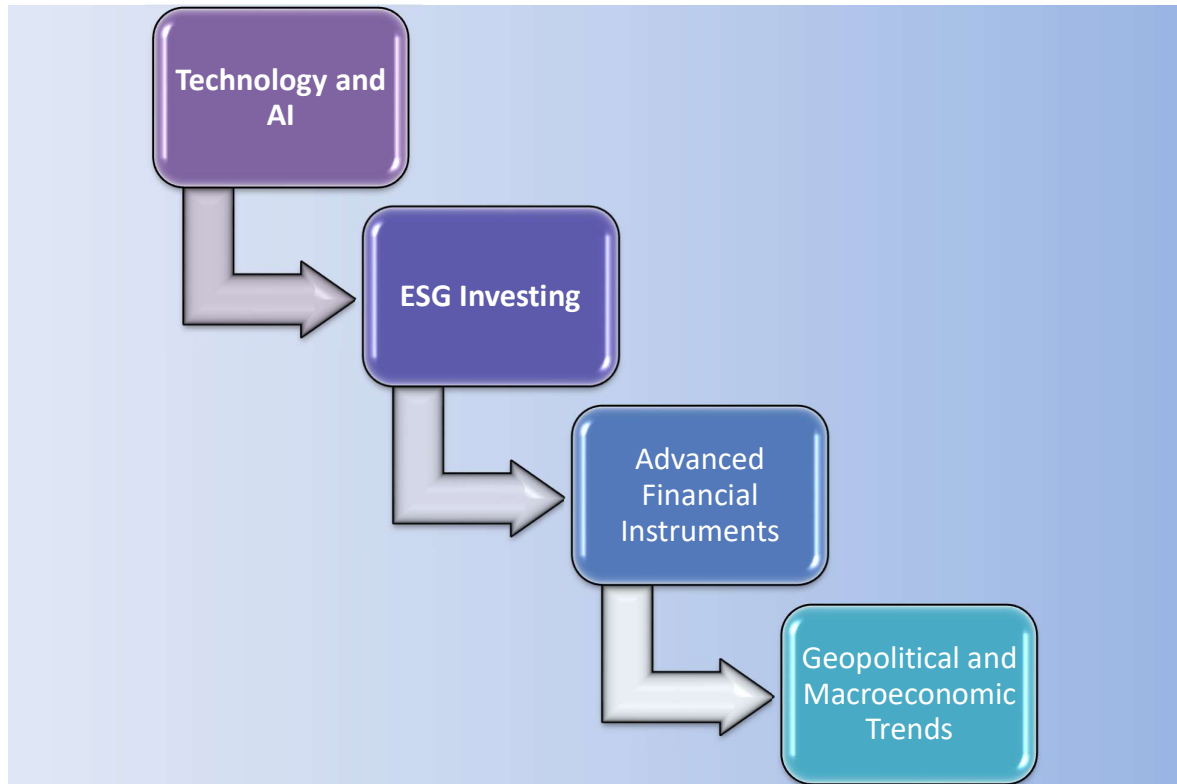 Technology and
AI
ESG Investing
Advanced
Financial
Instruments
Geopolitical and
Macroeconomic
Trends